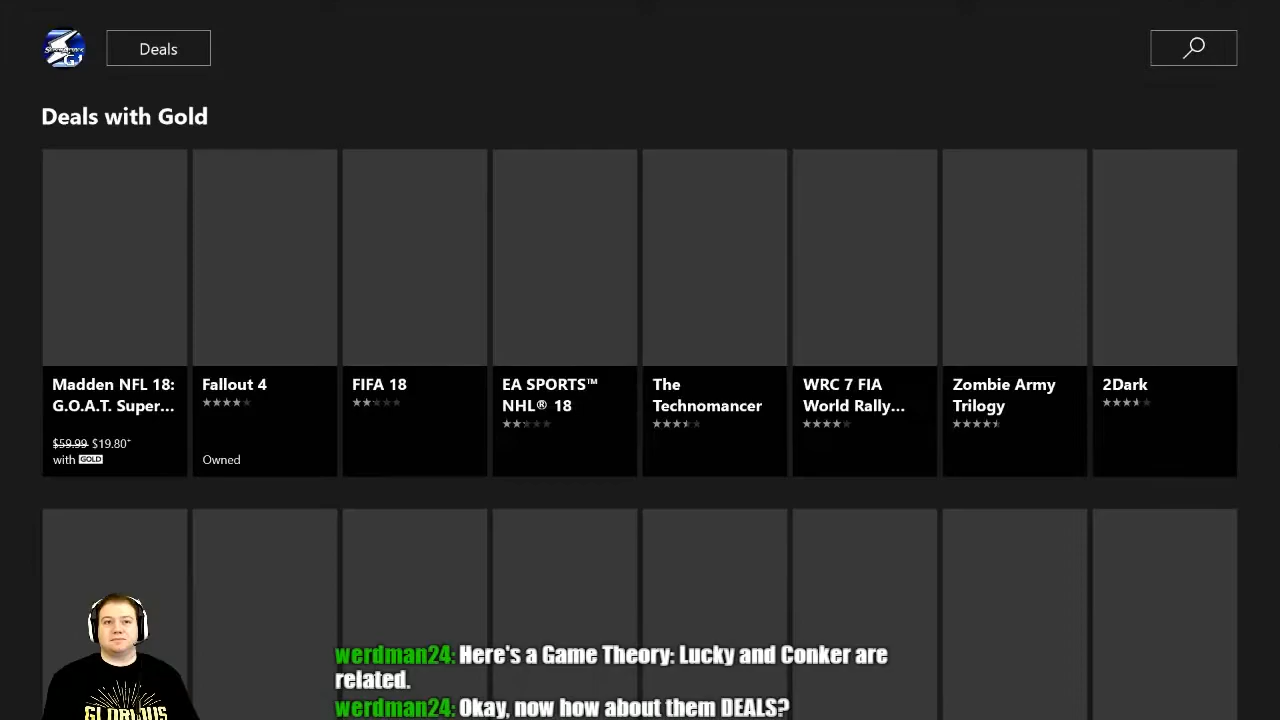 Deals
Deals with Gold
Madden NFL 18:
G.O.A.T. Super...
$59.99 $19.80+
with GOLD
Fallout 4
Owned
FIFA 18
EA SPORTS™
NHL® 18
The
Technomancer
WRC 7 FIA
World Rally...
Zombie Army
Trilogy
2Dark
werdman24: Here's a Game Theory: Lucky and Conker are
related.
werdman24: Okay, now how about them DEALS?
GLORIOUS